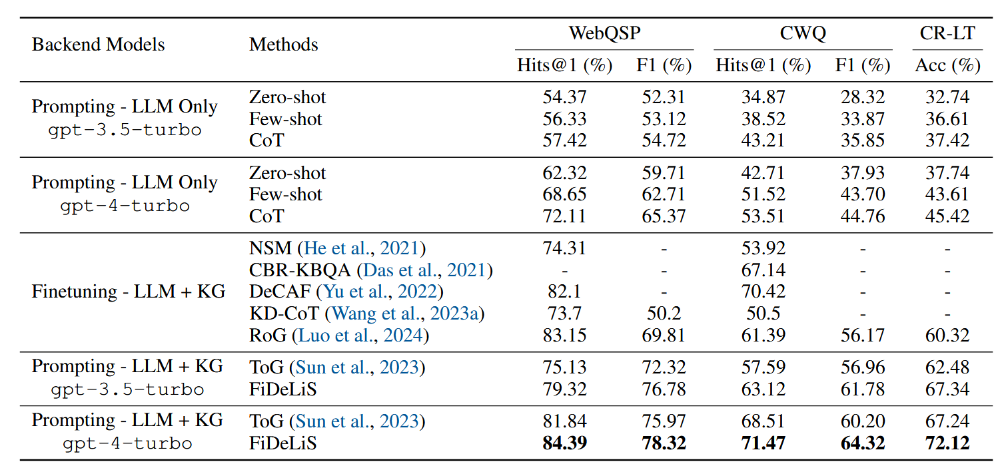 WebQSP CWQ CR-LT
Backend Models Methods
Hits@1 (%) F1 (%) Hits@1 (%) F1 (%) Acc (%)
Prompting - LLM Only
gpt-3.5-turbo
Zero-shot 54.37 52.31 34.87 28.32 32.74
Few-shot 56.33 53.12 38.52 33.87 36.61
CoT 57.42 54.72 43.21 35.85 37.42
Prompting - LLM Only
gpt-4-turbo
Zero-shot 62.32 59.71 42.71 37.93 37.74
Few-shot 68.65 62.71 51.52 43.70 43.61
CoT 72.11 65.37 53.51 44.76 45.42
Finetuning - LLM + KG
NSM (He et al., 2021) 74.31 - 53.92 - -
CBR-KBQA (Das et al., 2021) - - 67.14 - -
DeCAF (Yu et al., 2022) 82.1 - 70.42 - -
KD-CoT (Wang et al., 2023a) 73.7 50.2 50.5 - -
RoG (Luo et al., 2024) 83.15 69.81 61.39 56.17 60.32
Prompting - LLM + KG
gpt-3.5-turbo
ToG (Sun et al., 2023) 75.13 72.32 57.59 56.96 62.48
FiDeLiS 79.32 76.78 63.12 61.78 67.34
Prompting - LLM + KG
gpt-4-turbo
ToG (Sun et al., 2023) 81.84 75.97 68.51 60.20 67.24
FiDeLiS 84.39 78.32 71.47 64.32 72.12